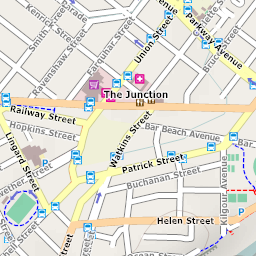 Kenrick Street
Union Street
Parkway Avenue
Smith
Farquhar Street
Ravenshaw Street
The Junction
Railway Street
Hopkins Street
Watkins Street
Bar Beach Avenue
Lingard Street
Patrick Street
Buchanan Street
Kilgour Avenue
Helen Street